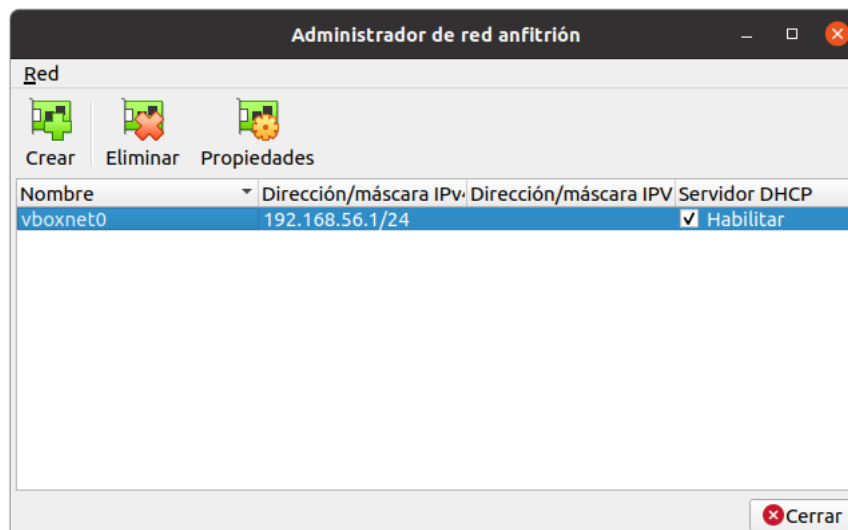 Administrador de red anfitrión
Red
Crear Eliminar Propiedades
Nombre Dirección/máscara IPv Dirección/máscara IPV Servidor DHCP
vboxnet0 192.168.56.1/24 Habilitar
Cerrar